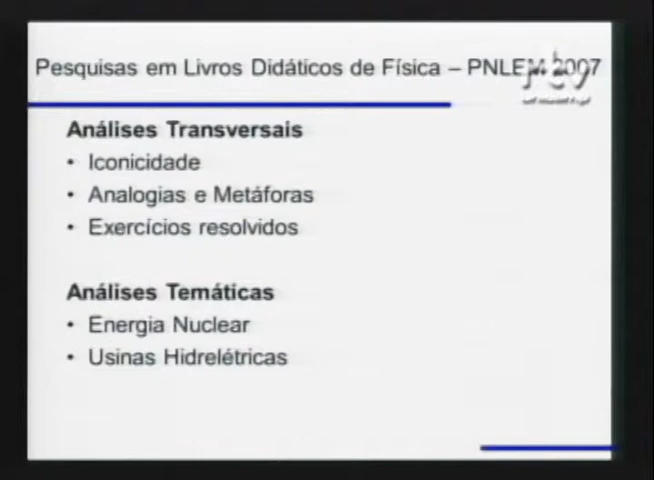 Pesquisas em Livros Didáticos de Física – PNLEM 2007
Análises Transversais
• Iconicidade
• Analogias e Metáforas
• Exercícios resolvidos
Análises Temáticas
• Energia Nuclear
• Usinas Hidrelétricas